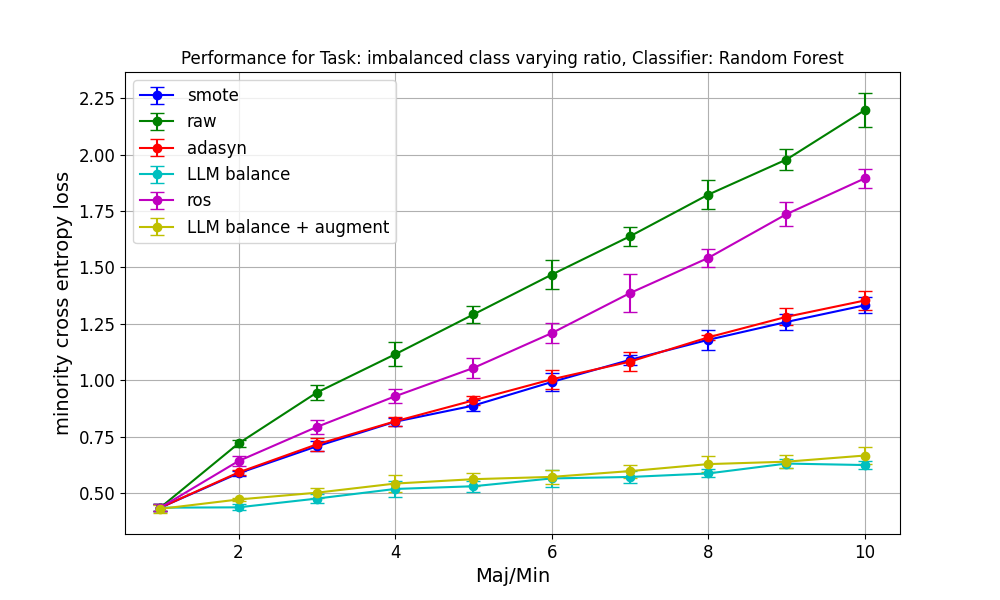 Performance for Task: imbalanced class varying ratio, Classifier: Random Forest
smote
raw
adasyn
LLM balance
ros
LLM balance + augment
minority cross entropy loss
2.25
2.00
1.75
1.50
1.25
1.00
0.75
0.50
2 4 6 8 10
Maj/Min